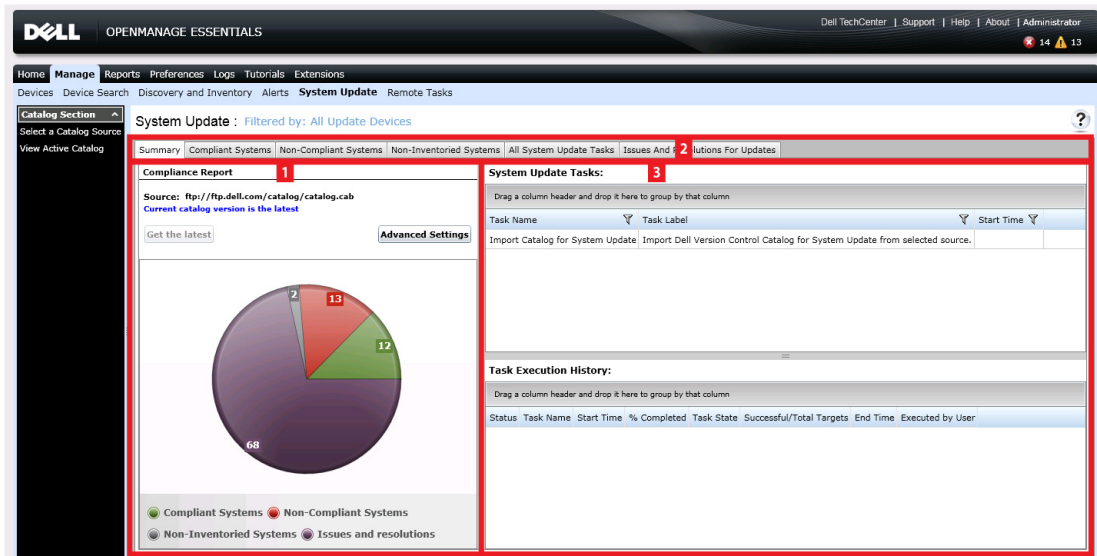 DELL OPENMANAGE ESSENTIALS
Dell TechCenter | Support | Help | About | Administrator
14 13
Home Manage Reports Preferences Logs Tutorials Extensions
Devices Device Search Discovery and Inventory Alerts System Update Remote Tasks
Catalog Section
Select a Catalog Source
View Active Catalog
System Update : Filtered by: All Update Devices
?
Summary Compliant Systems Non-Compliant Systems Non-Inventoried Systems All System Update Tasks Issues And 2 lutions For Updates
Compliance Report 1
Source: ftp://ftp.dell.com/catalog/catalog.cab
Current catalog version is the latest
Get the latest Advanced Settings
2
13
12
68
Compliant Systems Non-Compliant Systems
Non-Inventoried Systems Issues and resolutions
System Update Tasks: 3
Drag a column header and drop it here to group by that column
Task Name Task Label Start Time
Import Catalog for System Update Import Dell Version Control Catalog for System Update from selected source.
Task Execution History:
Drag a column header and drop it here to group by that column
Status Task Name Start Time % Completed Task State Successful/Total Targets End Time Executed by User